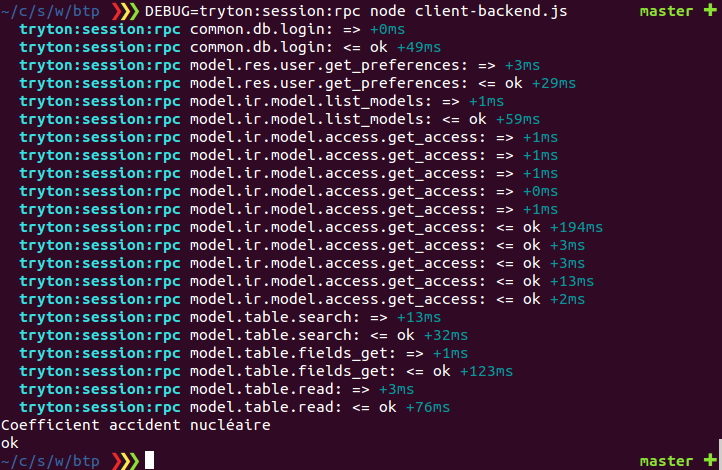 ~/c/s/w/btp ❯❯❯ DEBUG=tryton:session:rpc node client-backend.js master ✚
tryton:session:rpc common.db.login: => +0ms
tryton:session:rpc common.db.login: <= ok +49ms
tryton:session:rpc model.res.user.get_preferences: => +3ms
tryton:session:rpc model.res.user.get_preferences: <= ok +29ms
tryton:session:rpc model.ir.model.list_models: => +1ms
tryton:session:rpc model.ir.model.list_models: <= ok +59ms
tryton:session:rpc model.ir.model.access.get_access: => +1ms
tryton:session:rpc model.ir.model.access.get_access: => +1ms
tryton:session:rpc model.ir.model.access.get_access: => +1ms
tryton:session:rpc model.ir.model.access.get_access: => +0ms
tryton:session:rpc model.ir.model.access.get_access: => +1ms
tryton:session:rpc model.ir.model.access.get_access: <= ok +194ms
tryton:session:rpc model.ir.model.access.get_access: <= ok +3ms
tryton:session:rpc model.ir.model.access.get_access: <= ok +3ms
tryton:session:rpc model.ir.model.access.get_access: <= ok +13ms
tryton:session:rpc model.ir.model.access.get_access: <= ok +2ms
tryton:session:rpc model.table.search: => +13ms
tryton:session:rpc model.table.search: <= ok +32ms
tryton:session:rpc model.table.fields_get: => +1ms
tryton:session:rpc model.table.fields_get: <= ok +123ms
tryton:session:rpc model.table.read: => +3ms
tryton:session:rpc model.table.read: <= ok +76ms
Coefficient accident nucléaire
ok
~/c/s/w/btp ❯❯❯ master ✚